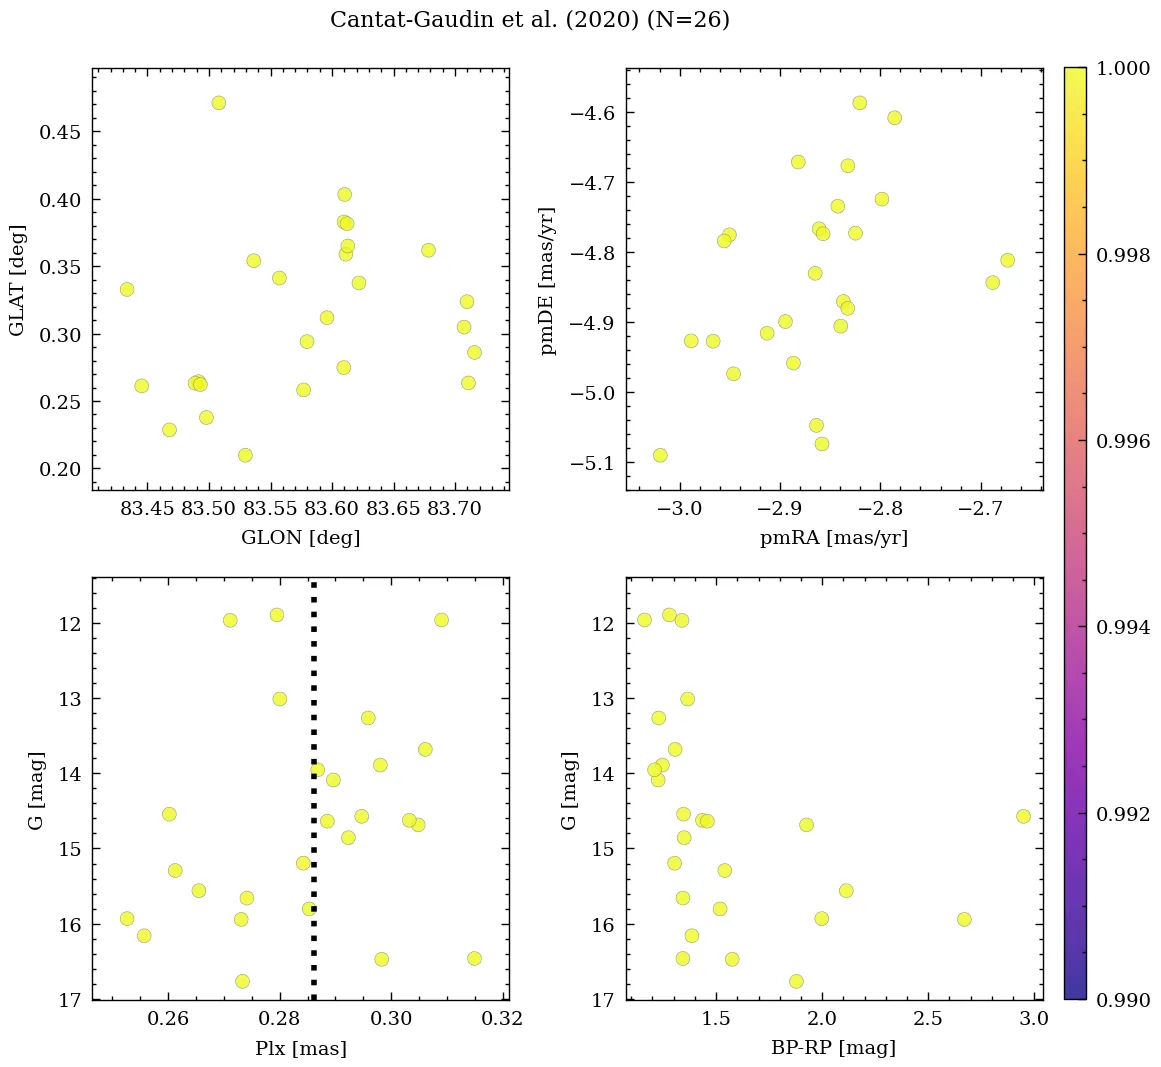 Cantat-Gaudin et al. (2020) (N=26)
0.45
0.40
0.35
0.30
0.25
0.20
GLAT [deg]
83.45 83.50 83.55 83.60 83.65 83.70
GLON [deg]
−4.6
−4.7
−4.8
−4.9
−5.0
−5.1
pmDE [mas/yr]
−3.0 −2.9 −2.8 −2.7
pmRA [mas/yr]
12
13
14
15
16
17
G [mag]
0.26 0.28 0.30 0.32
Plx [mas]
12
13
14
15
16
17
G [mag]
1.5 2.0 2.5 3.0
BP-RP [mag]
1.000
0.998
0.996
0.994
0.992
0.990